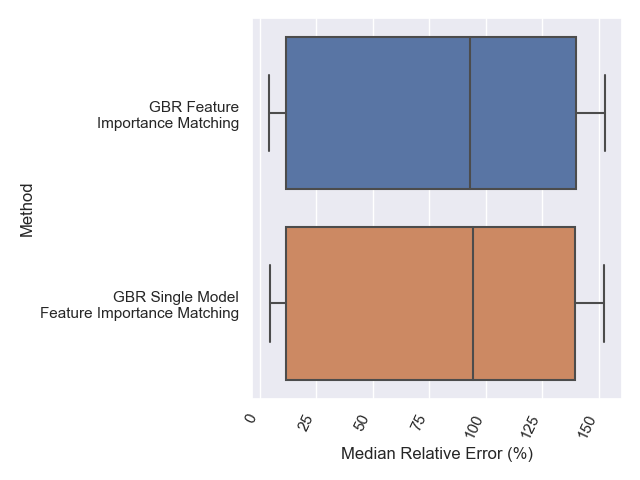 GBR Feature
Importance Matching
GBR Single Model
Feature Importance Matching
Method
0
25
50
75
100
125
150
Median Relative Error (%)